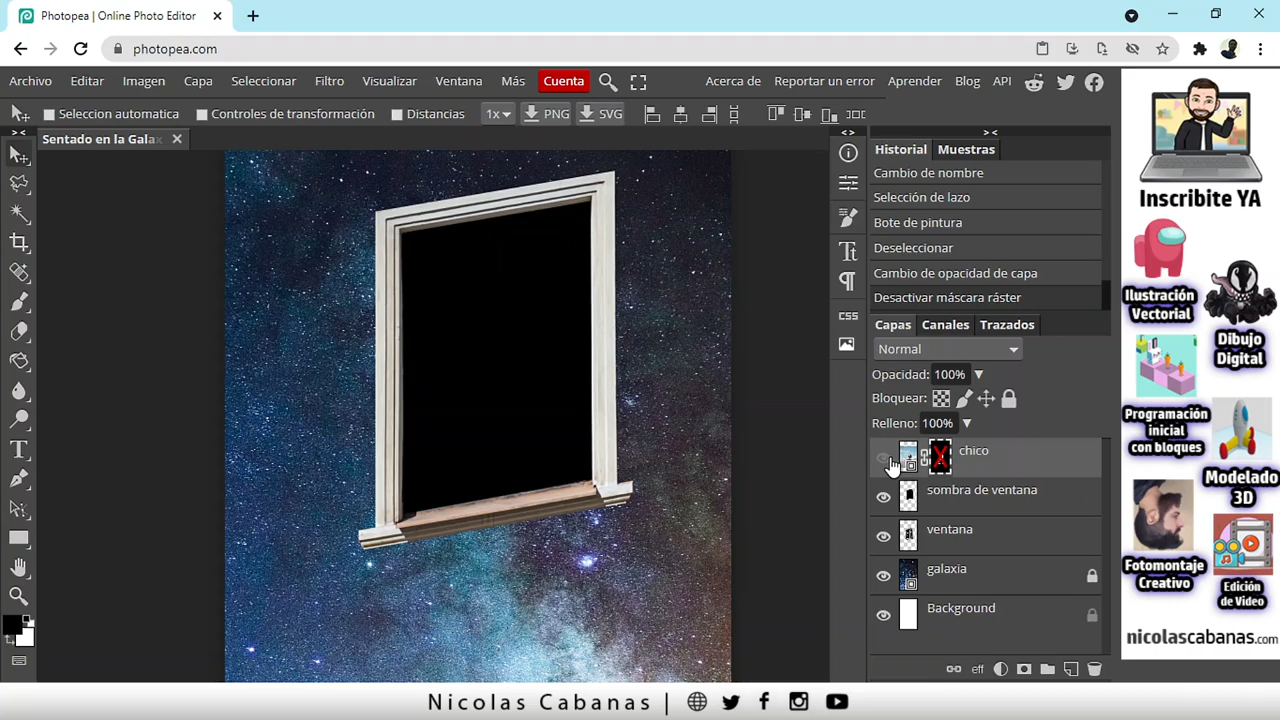 Photopea | Online Photo Editor
photopea.com
Archivo Editar Imagen Capa Seleccionar Filtro Visualizar Ventana Más Cuenta Acerca de Reportar un error Aprender Blog API
Seleccion automatica Controles de transformación Distancias 1x PNG SVG
Sentado en la Gala
Historial Muestras
Cambio de nombre
Selección de lazo
Bote de pintura
Deseleccionar
Cambio de opacidad de capa
Desactivar máscara ráster
CSS
Capas Canales Trazados
Normal
Opacidad: 100%
Bloquear:
Relleno: 100%
chico
sombra de ventana
ventana
galaxia
Background
eff
Inscribite YA
Ilustración
Vectorial
Dibujo
Digital
Programación
inicial
con bloques
Modelado
3D
Fotomontaje
Creativo
Edición
de Video
nicolascabanas.com
Nicolas Cabanas |